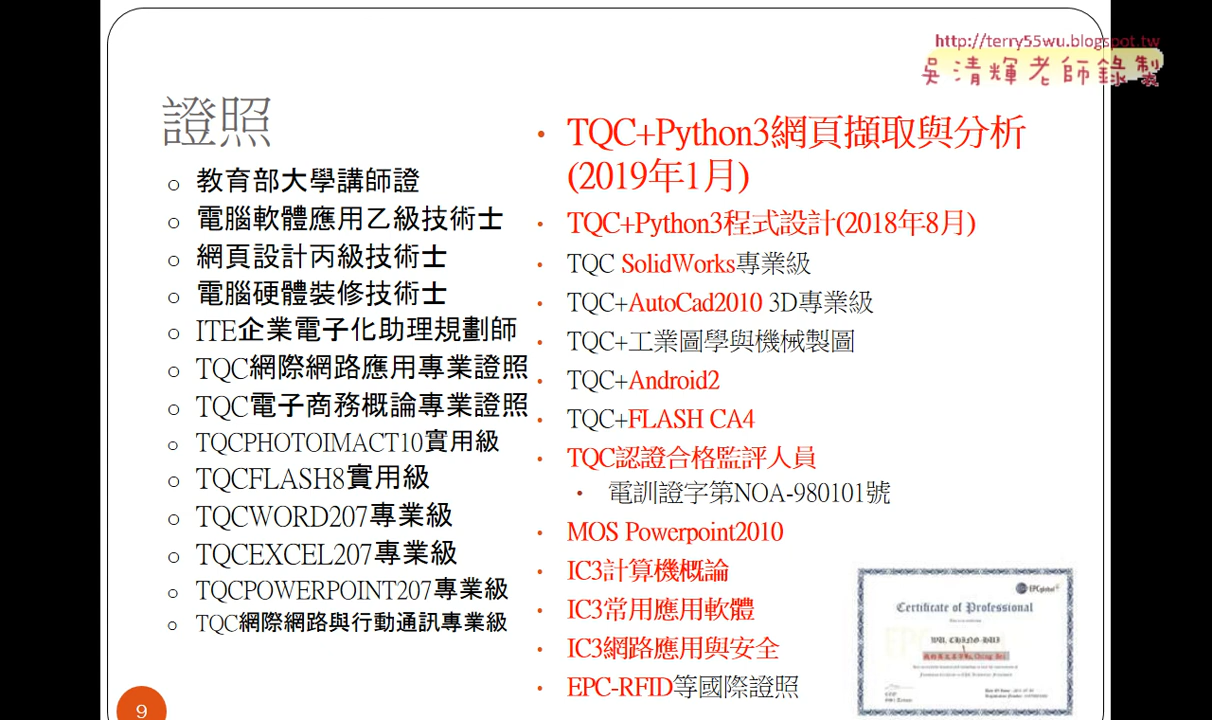 http://terry55wu.blogspot.tw
吳清輝老師錄製
證照
教育部大學講師證
電腦軟體應用乙級技術士
網頁設計丙級技術士
電腦硬體裝修技術士
ITE企業電子化助理規劃師
TQC網際網路應用專業證照
TQC電子商務概論專業證照
TQCPHOTOIMACT10實用級
TQCFLASH8實用級
TQCWORD207專業級
TQCEXCEL207專業級
TQCPOWERPOINT207專業級
TQC網際網路與行動通訊專業級
TQC+Python3網頁擷取與分析
(2019年1月)
TQC+Python3程式設計(2018年8月)
TQC SolidWorks專業級
TQC+AutoCad2010 3D專業級
TQC+工業圖學與機械製圖
TQC+Android2
TQC+FLASH CA4
TQC認證合格監評人員
電訓證字第NOA-980101號
MOS Powerpoint2010
IC3計算機概論
IC3常用應用軟體
IC3網路應用與安全
EPC-RFID等國際證照
EPCglobal
Certificate of Professional
WU, CHING-HUI
9